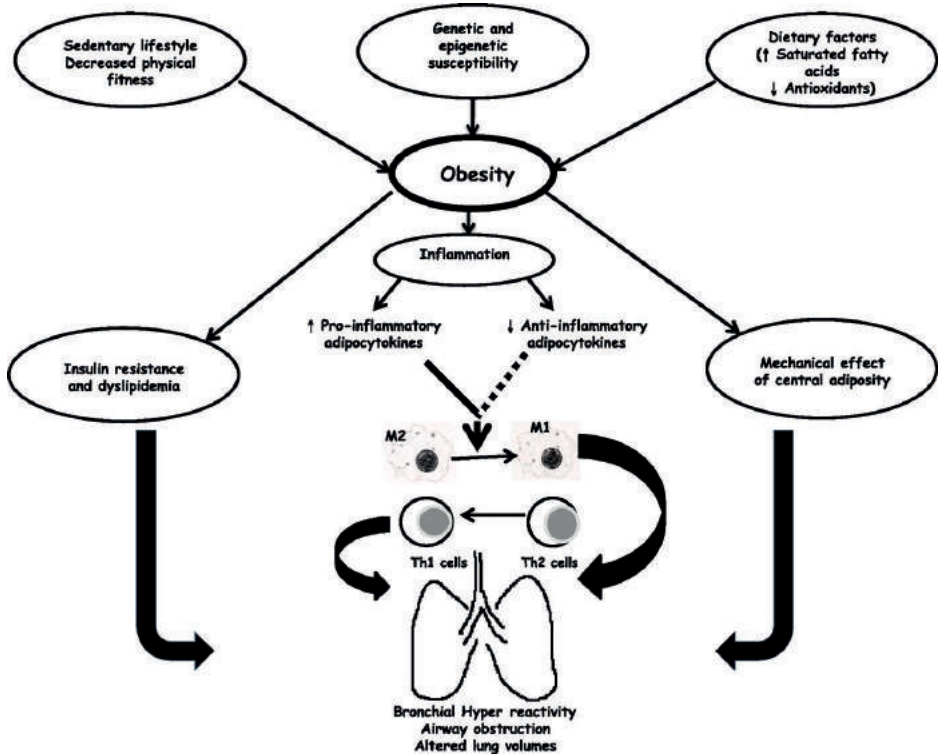 Sedentary lifestyle
Decreased physical
fitness
Genetic and
epigenetic
susceptibility
Dietary factors
(↑ Saturated fatty
acids
↓ Antioxidants)
Obesity
Inflammation
↑ Pro-inflammatory
adipocytokines
↓ Anti-inflammatory
adipocytokines
Insulin resistance
and dyslipidemia
Mechanical effect
of central adiposity
M2
M1
Th1 cells
Th2 cells
Bronchial Hyper reactivity
Airway obstruction
Altered lung volumes